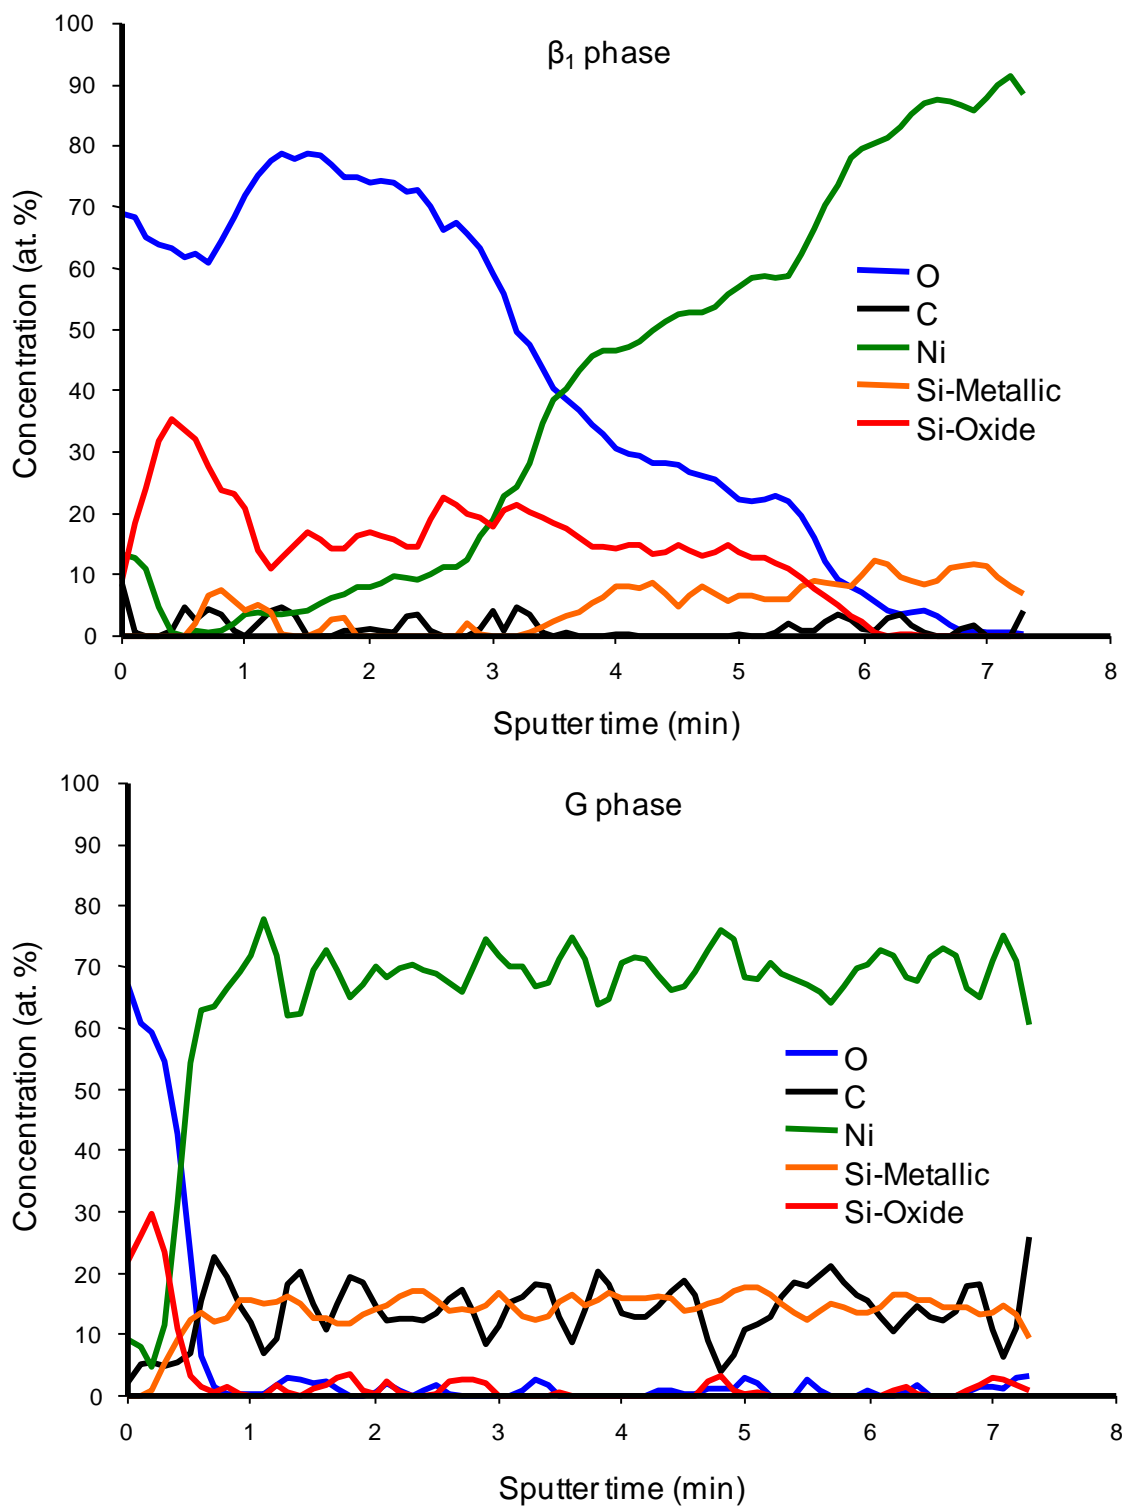 β₁ phase
Concentration (at. %)
100
90
80
70
60
50
40
30
20
10
0
O
C
Ni
Si-Metallic
Si-Oxide
0 1 2 3 4 5 6 7 8
Sputter time (min)
G phase
Concentration (at. %)
100
90
80
70
60
50
40
30
20
10
0
O
C
Ni
Si-Metallic
Si-Oxide
0 1 2 3 4 5 6 7 8
Sputter time (min)